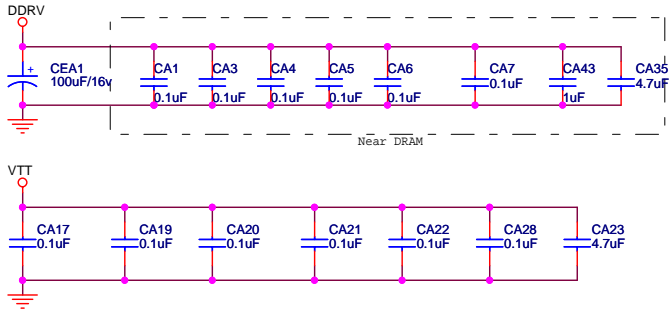 DDRV
+ CEA1 CA1 CA3 CA4 CA5 CA6 CA7 CA43 CA35
100uF/16v 0.1uF 0.1uF 0.1uF 0.1uF 0.1uF 0.1uF 1uF 4.7uF
Near DRAM
VTT
CA17 CA19 CA20 CA21 CA22 CA28 CA23
0.1uF 0.1uF 0.1uF 0.1uF 0.1uF 0.1uF 4.7uF